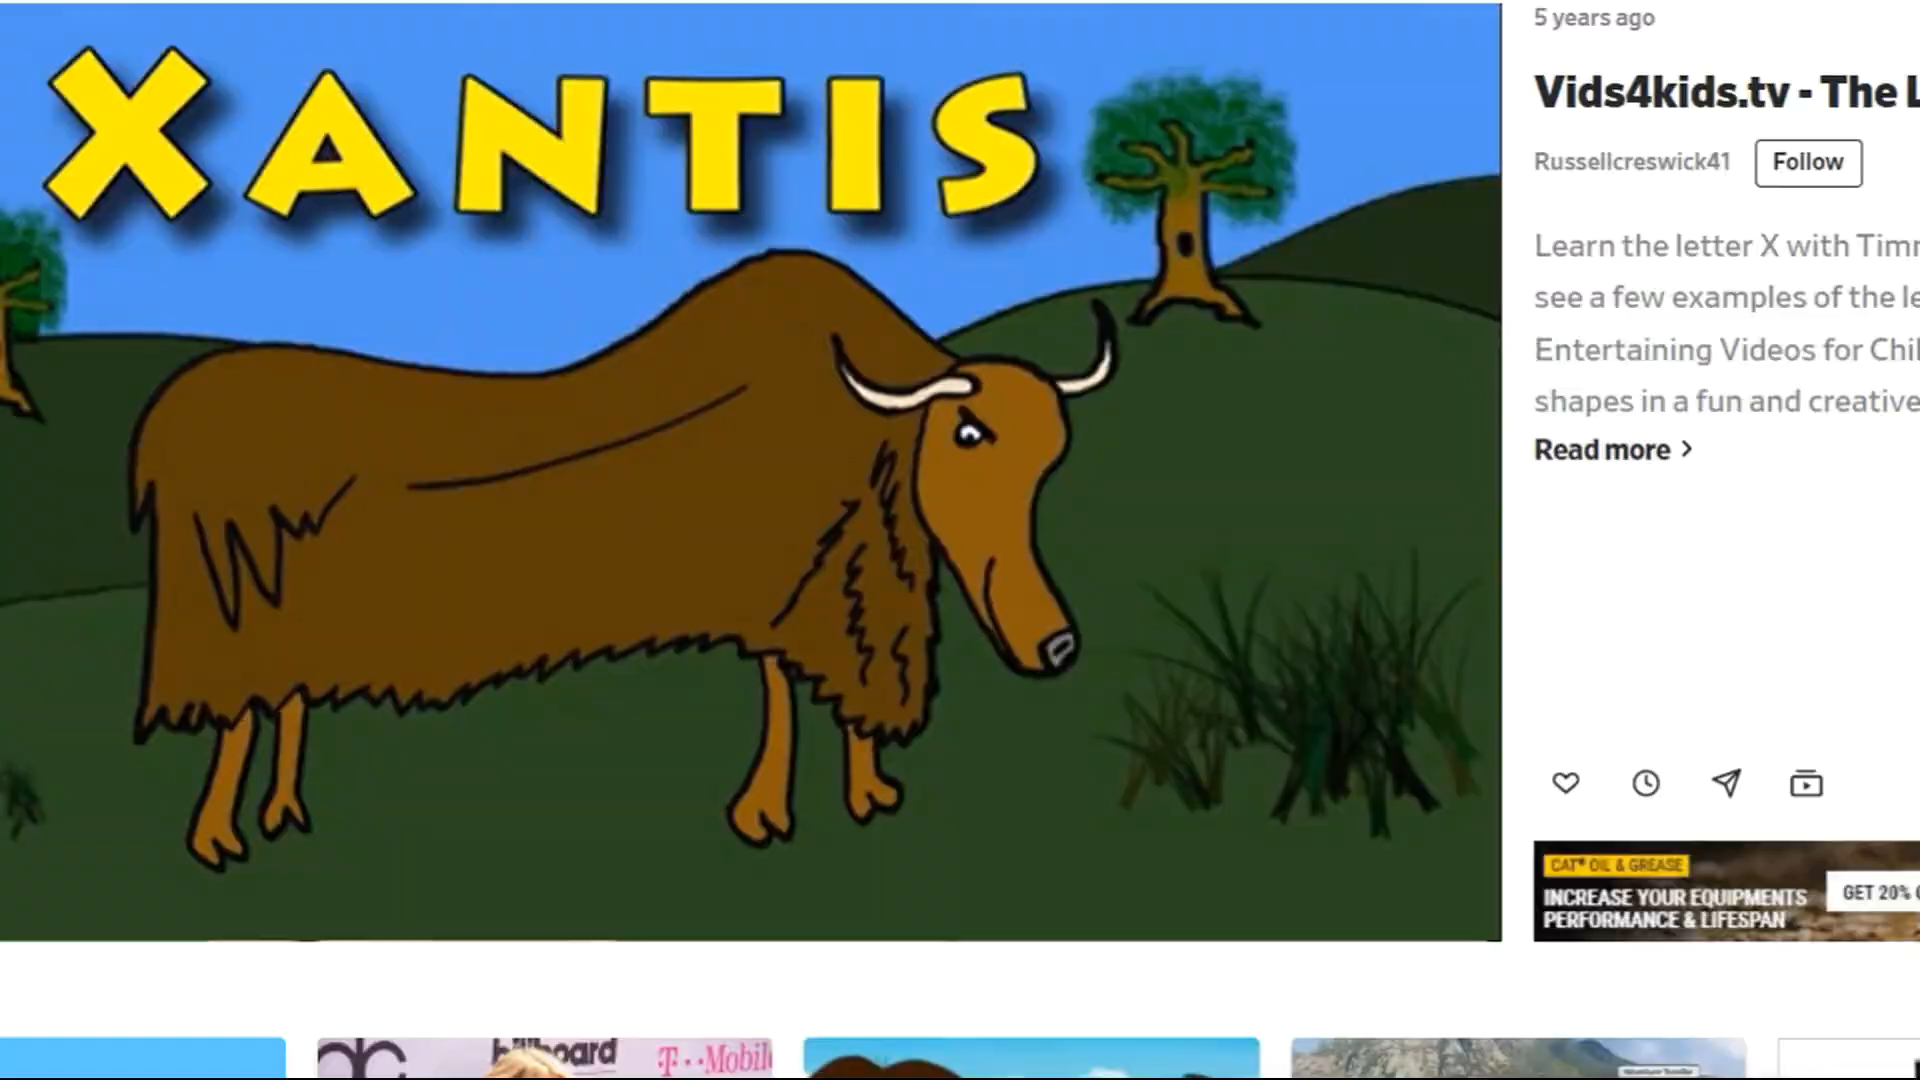 XANTIS
5 years ago
Vids4kids.tv - The L
Russellcreswick41
Follow
Learn the letter X with Timm
see a few examples of the le
Entertaining Videos for Chil
shapes in a fun and creative
Read more
CAT® OIL & GREASE
INCREASE YOUR EQUIPMENTS
PERFORMANCE & LIFESPAN
GET 20% O
billboard
T··Mobil